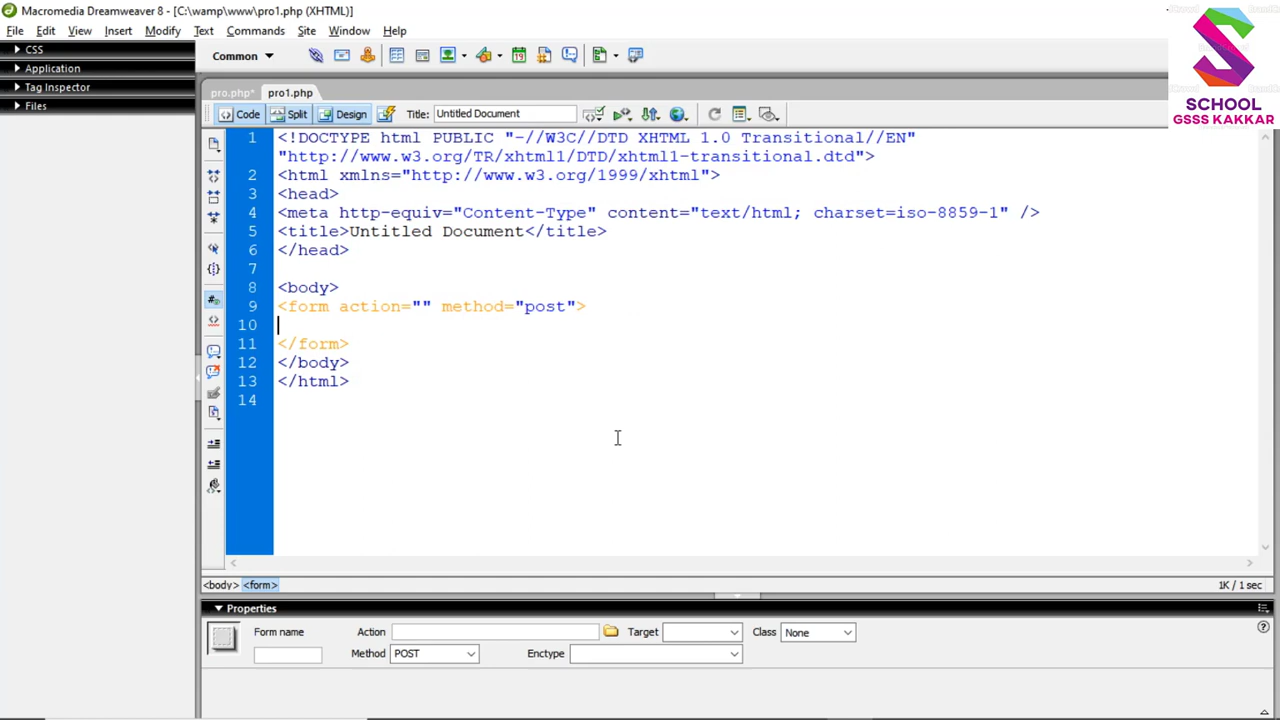 Macromedia Dreamweaver 8 - [C:\wamp\www\pro1.php (XHTML)]
File Edit View Insert Modify Text Commands Site Window Help
CSS
Application
Tag Inspector
Files
Common
19
pro.php* pro1.php
Code Split Design Title: Untitled Document
1 <!DOCTYPE html PUBLIC "-//W3C//DTD XHTML 1.0 Transitional//EN"
"http://www.w3.org/TR/xhtml1/DTD/xhtml1-transitional.dtd">
2 <html xmlns="http://www.w3.org/1999/xhtml">
3 <head>
4 <meta http-equiv="Content-Type" content="text/html; charset=iso-8859-1" />
5 <title>Untitled Document</title>
6 </head>
7
8 <body>
9 <form action="" method="post">
10
11 </form>
12 </body>
13 </html>
14
<body> <form>
1K / 1 sec
Properties
Form name Action Target Class None
Method POST Enctype
SCHOOL
GSSS KAKKAR